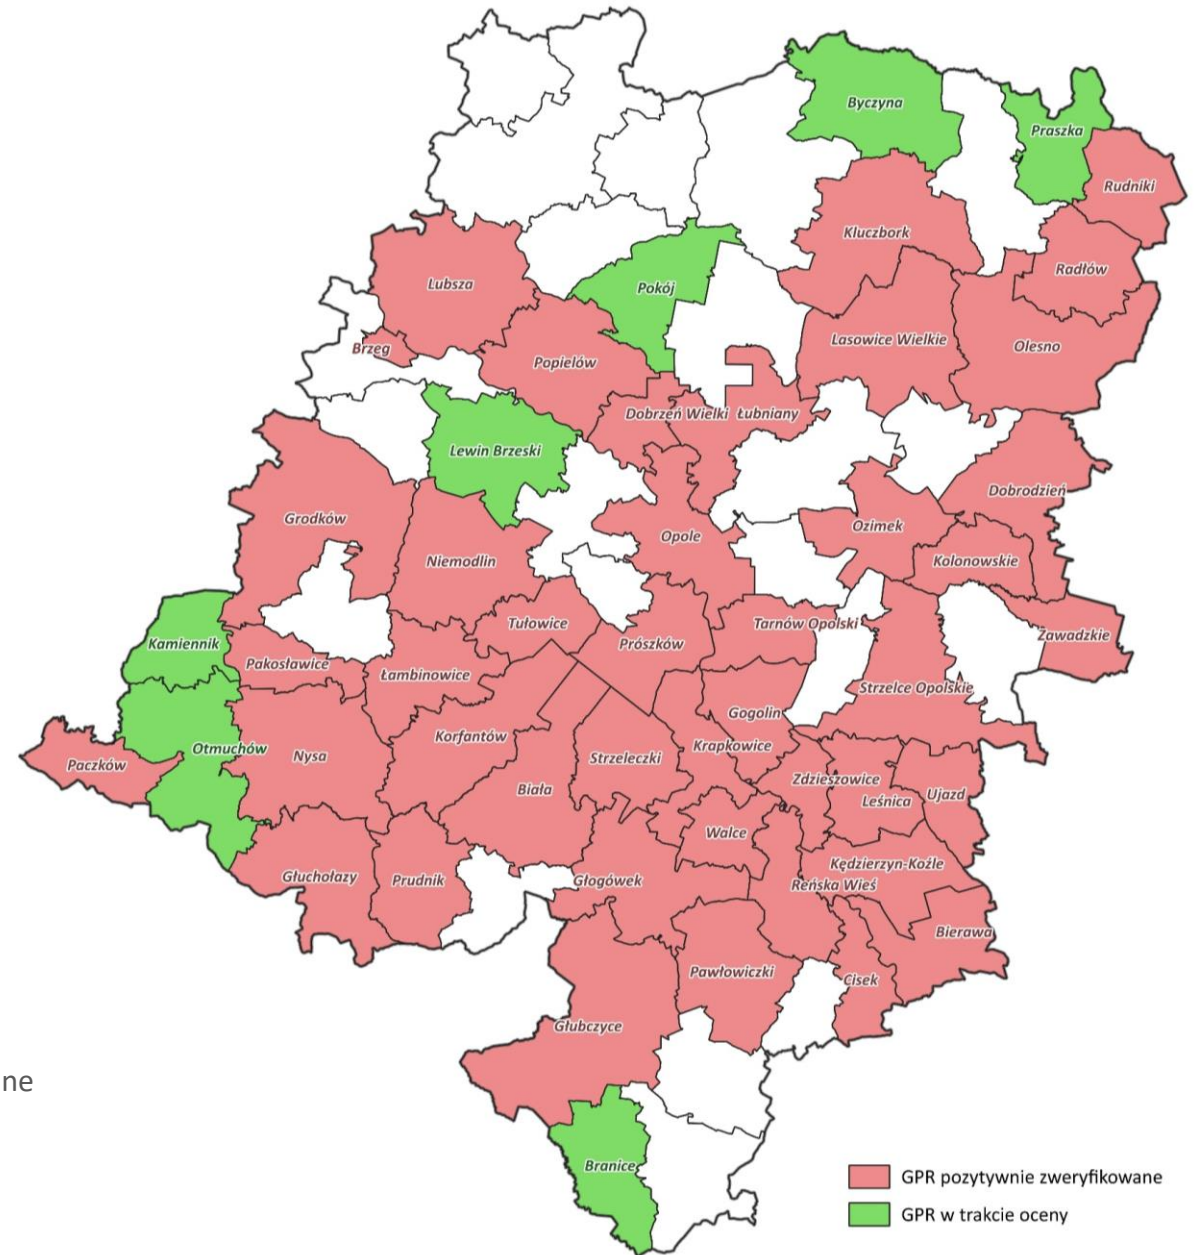 Byczyna
Praszka
Rudniki
Kluczbork
Radłów
Lubsza
Pokój
Lasowice Wielkie
Olesno
Brzeg
Popielów
Dobrzeń Wielki
Łubniany
Lewin Brzeski
Dobrodzień
Grodków
Ozimek
Opole
Niemodlin
Kolonowskie
Tułowice
Tarnów Opolski
Zawadzkie
Kamiennik
Prószków
Pakosławice
Łambinowice
Strzelce Opolskie
Gogolin
Korfantów
Krapkowice
Otmuchów
Nysa
Strzeleczki
Paczków
Zdzieszowice
Biała
Ujazd
Leśnica
Walce
Kędzierzyn-Koźle
Głuchołazy
Prudnik
Głogówek
Reńska Wieś
Bierawa
Pawłowiczki
Cisek
Głubczyce
ne
Branice
GPR pozytywnie zweryfikowane
GPR w trakcie oceny